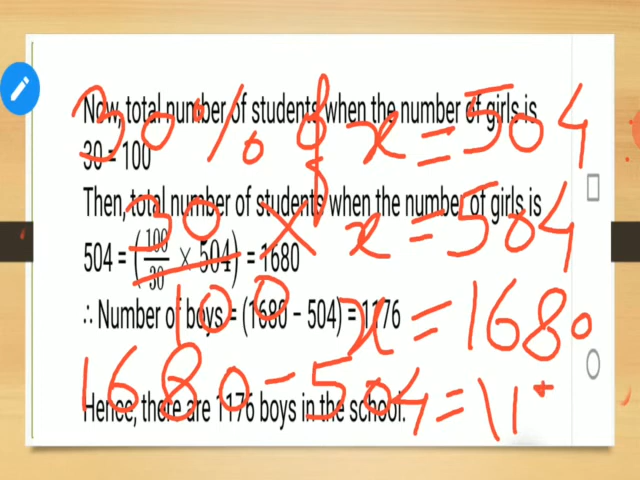 Now, total number of students when the number of girls is
30 = 100
Then, total number of students when the number of girls is
504 = (100/30 × 504) = 1680
∴ Number of boys = (1680 − 504) = 1176
Hence, there are 1176 boys in the school.
30% of x = 504
30/100 × x = 504
x = 1680
1680 - 504 = 11